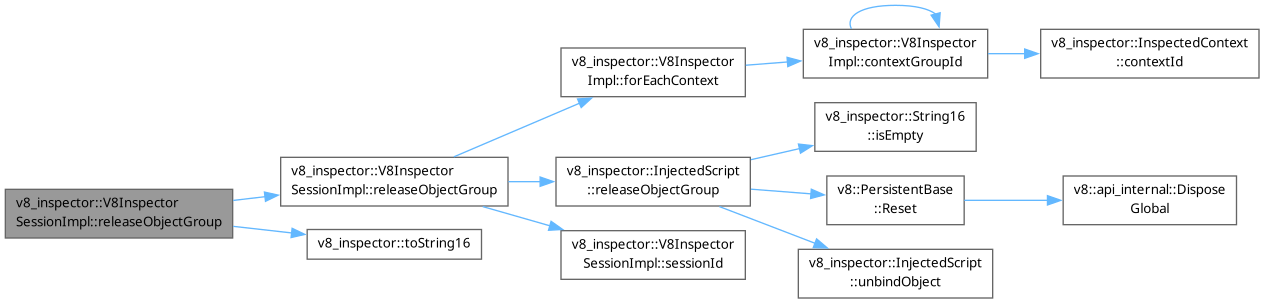 v8_inspector::V8Inspector
SessionImpl::releaseObjectGroup
v8_inspector::V8Inspector
SessionImpl::releaseObjectGroup
v8_inspector::toString16
v8_inspector::V8Inspector
Impl::forEachContext
v8_inspector::InjectedScript
::releaseObjectGroup
v8_inspector::V8Inspector
SessionImpl::sessionId
v8_inspector::V8Inspector
Impl::contextGroupId
v8_inspector::InspectedContext
::contextId
v8_inspector::String16
::isEmpty
v8::PersistentBase
::Reset
v8::api_internal::Dispose
Global
v8_inspector::InjectedScript
::unbindObject